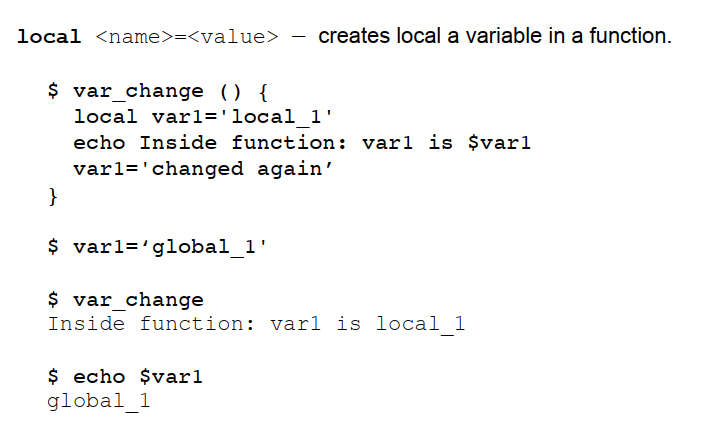 local <name>=<value> — creates local a variable in a function.
$ var_change () {
local var1='local_1'
echo Inside function: var1 is $var1
var1='changed again’
}
$ var1=‘global_1'
$ var_change
Inside function: var1 is local_1
$ echo $var1
global_1